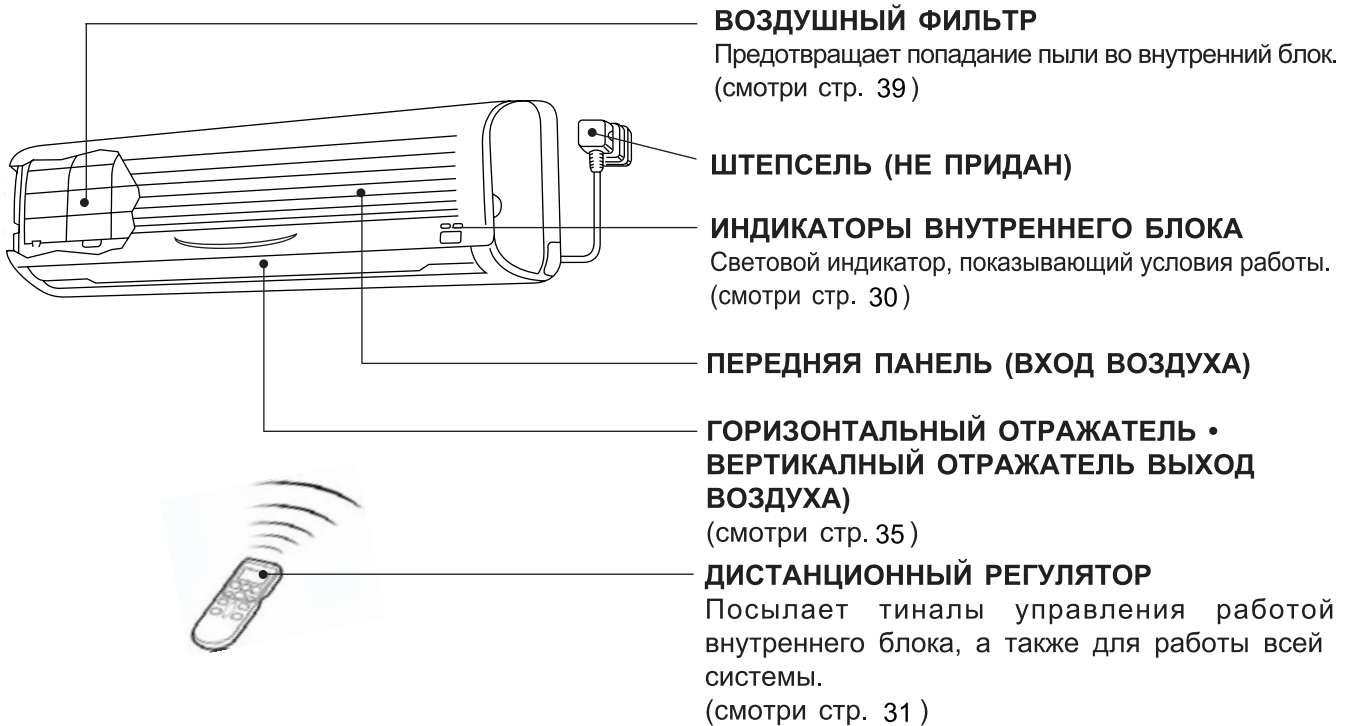 ВОЗДУШНЫЙ ФИЛЬТР
Предотвращает попадание пыли во внутренний блок.
(смотри стр. 39)
ШТЕПСЕЛЬ (НЕ ПРИДАН)
ИНДИКАТОРЫ ВНУТРЕННЕГО БЛОКА
Световой индикатор, показывающий условия работы.
(смотри стр. 30)
ПЕРЕДНЯЯ ПАНЕЛЬ (ВХОД ВОЗДУХА)
ГОРИЗОНТАЛЬНЫЙ ОТРАЖАТЕЛЬ •
ВЕРТИКАЛНЫЙ ОТРАЖАТЕЛЬ ВЫХОД
ВОЗДУХА)
(смотри стр. 35)
ДИСТАНЦИОННЫЙ РЕГУЛЯТОР
Посылает тиналы управления работой
внутреннего блока, а также для работы всей
системы.
(смотри стр. 31)